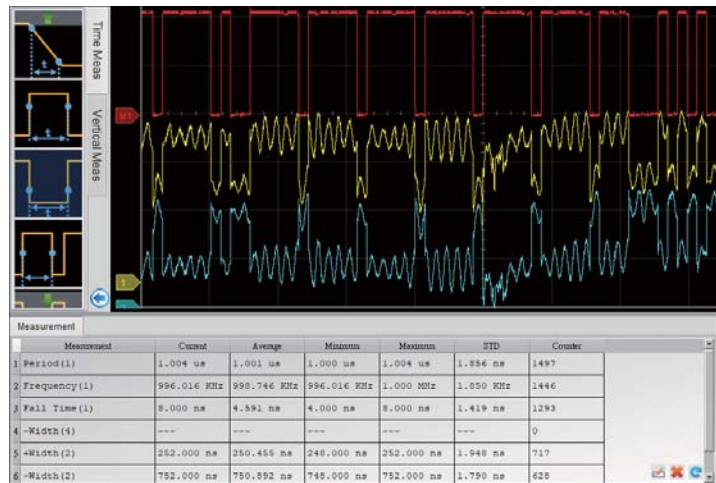 Time Meas
Vertical Meas
t
t
t
t
M1
1
Measurement
Measurement Current Average Minimum Maximum STD Counter
1 Period(1) 1.004 us 1.001 us 1.000 us 1.004 us 1.856 ns 1497
2 Frequency(1) 996.016 KHz 998.746 KHz 996.016 KHz 1.000 MHz 1.850 KHz 1446
3 Fall Time(1) 8.000 ns 4.591 ns 4.000 ns 8.000 ns 1.419 ns 1293
4 -Width(4) --- --- --- --- --- 0
5 +Width(2) 252.000 ns 250.455 ns 248.000 ns 252.000 ns 1.948 ns 717
6 -Width(2) 752.000 ns 750.892 ns 748.000 ns 752.000 ns 1.790 ns 628